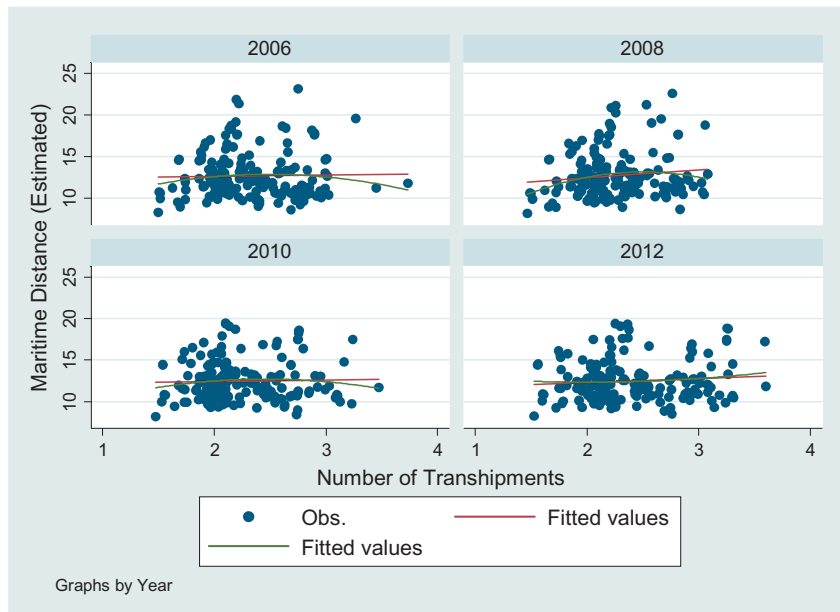 2006
2008
25
20
15
10
2010
2012
25
20
15
10
Maritime Distance (Estimated)
1 2 3 4
1 2 3 4
Number of Transhipments
Obs.
Fitted values
Fitted values
Graphs by Year